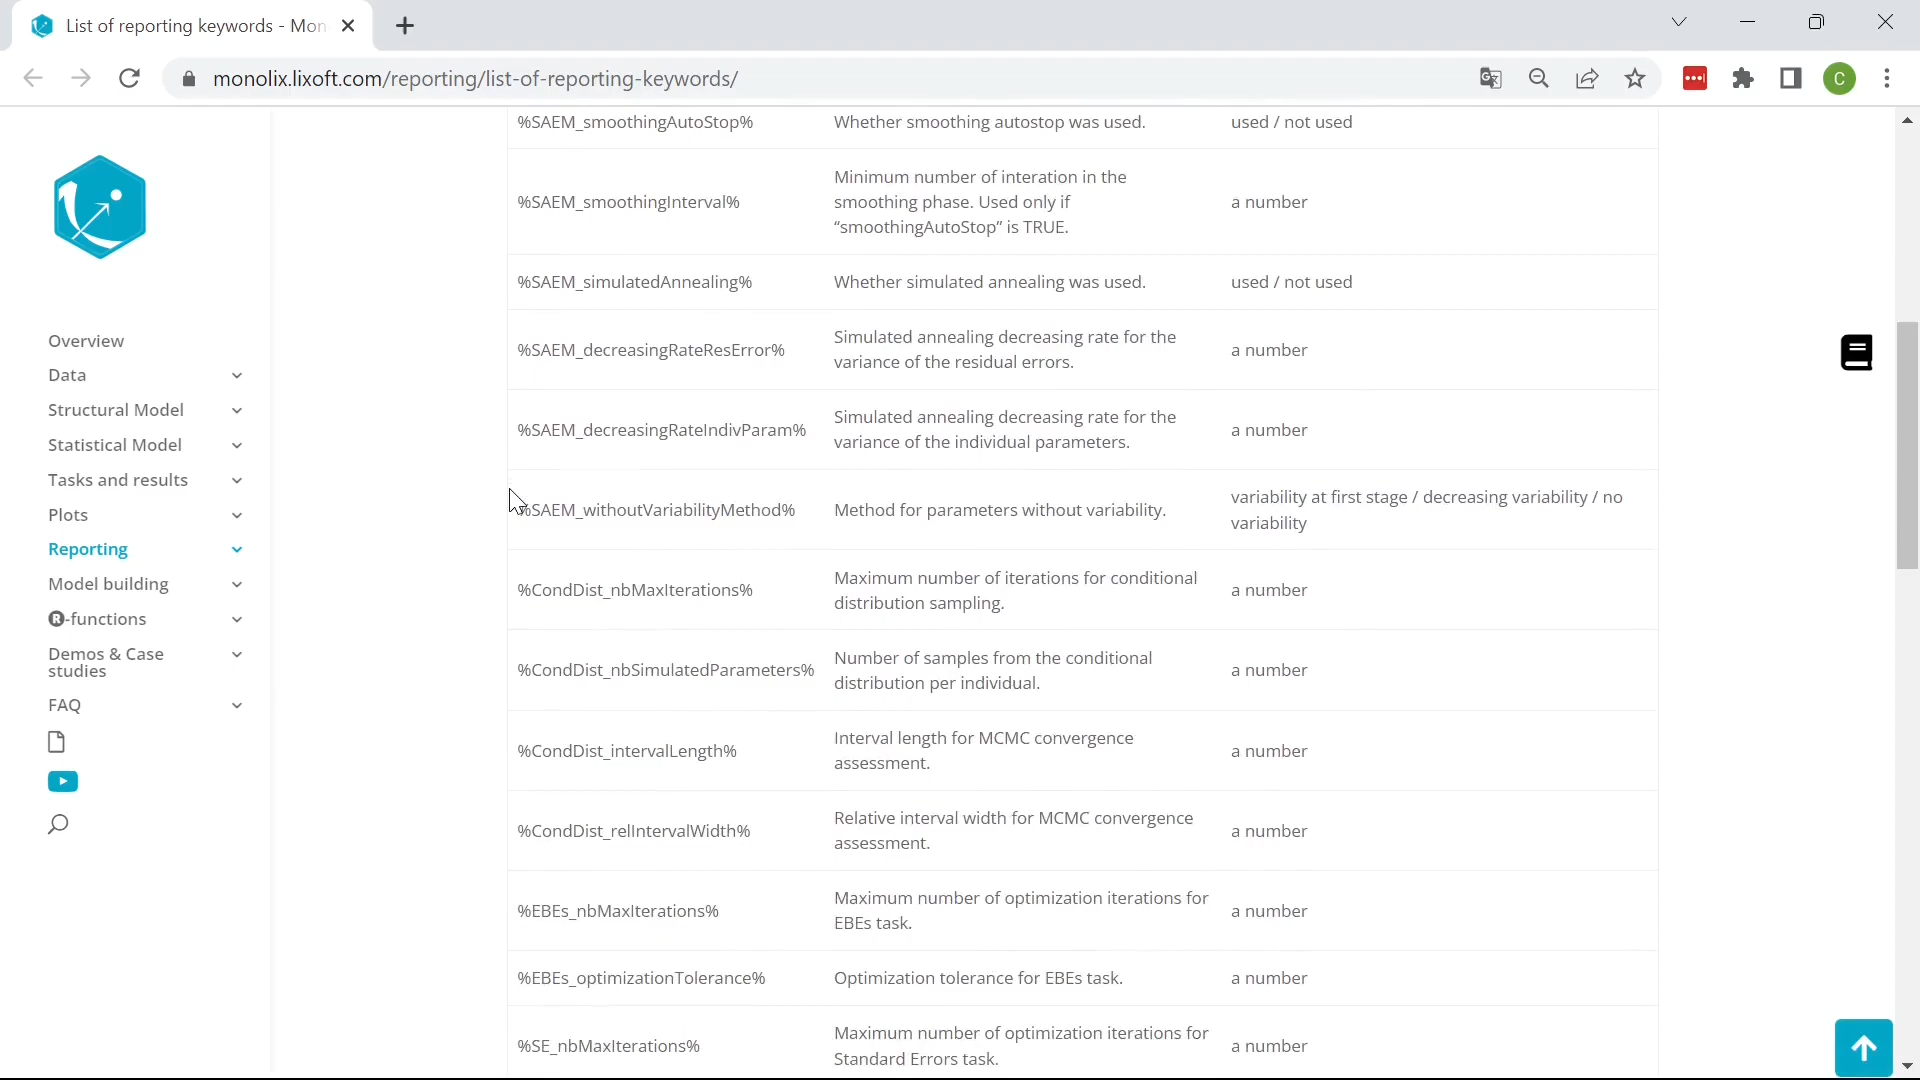 List of reporting keywords - Mon
monolix.lixoft.com/reporting/list-of-reporting-keywords/
C
Overview
Data
Structural Model
Statistical Model
Tasks and results
Plots
Reporting
Model building
R-functions
Demos & Case
studies
FAQ
%SAEM_smoothingAutoStop% Whether smoothing autostop was used. used / not used
Minimum number of interation in the
%SAEM_smoothingInterval% smoothing phase. Used only if a number
“smoothingAutoStop” is TRUE.
%SAEM_simulatedAnnealing% Whether simulated annealing was used. used / not used
Simulated annealing decreasing rate for the
%SAEM_decreasingRateResError% a number
variance of the residual errors.
Simulated annealing decreasing rate for the
%SAEM_decreasingRateIndivParam% a number
variance of the individual parameters.
variability at first stage / decreasing variability / no
%SAEM_withoutVariabilityMethod% Method for parameters without variability.
variability
Maximum number of iterations for conditional
%CondDist_nbMaxIterations% a number
distribution sampling.
Number of samples from the conditional
%CondDist_nbSimulatedParameters% a number
distribution per individual.
Interval length for MCMC convergence
%CondDist_intervalLength% a number
assessment.
Relative interval width for MCMC convergence
%CondDist_relIntervalWidth% a number
assessment.
Maximum number of optimization iterations for
%EBEs_nbMaxIterations% a number
EBEs task.
%EBEs_optimizationTolerance% Optimization tolerance for EBEs task. a number
Maximum number of optimization iterations for
%SE_nbMaxIterations% a number
Standard Errors task.